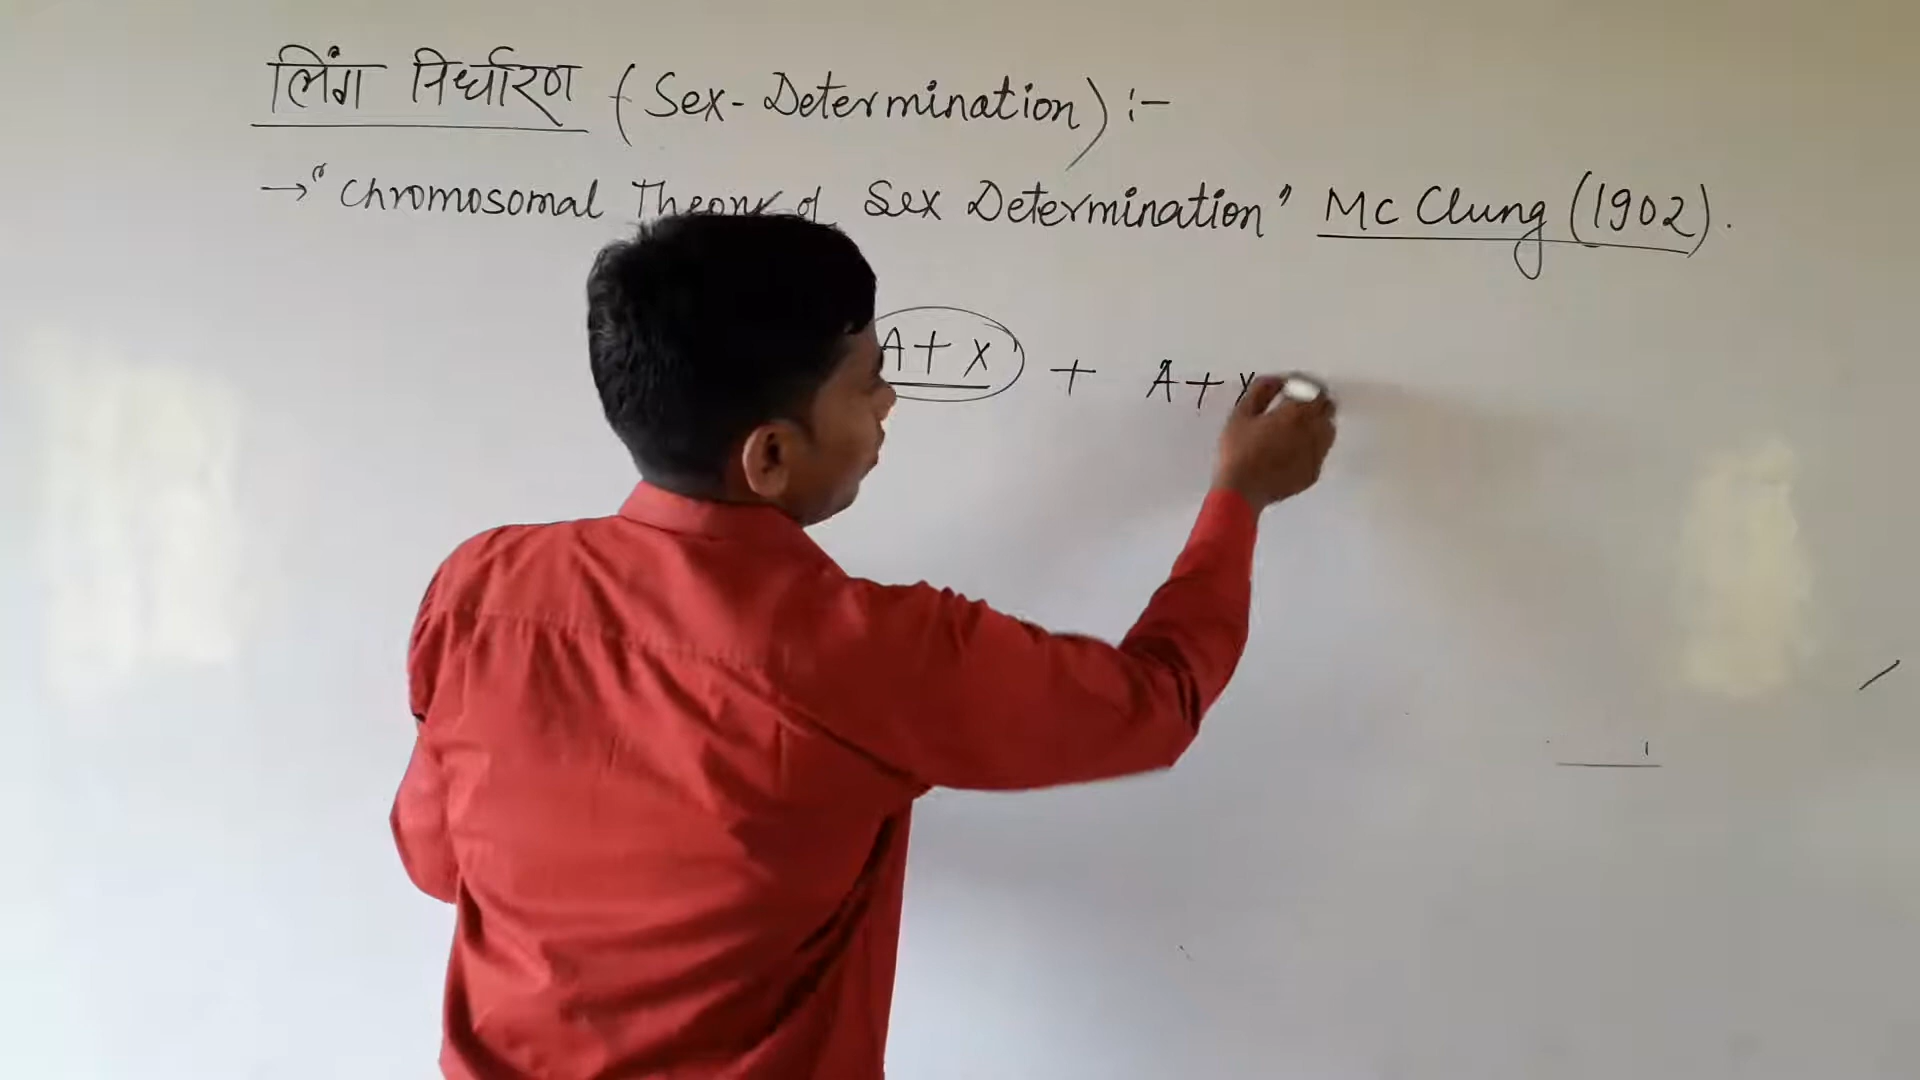 लिंग निर्धारण (Sex-Determination) :-
→ "Chromosomal Theory of Sex Determination" Mc Clung (1902).
A+X + A+